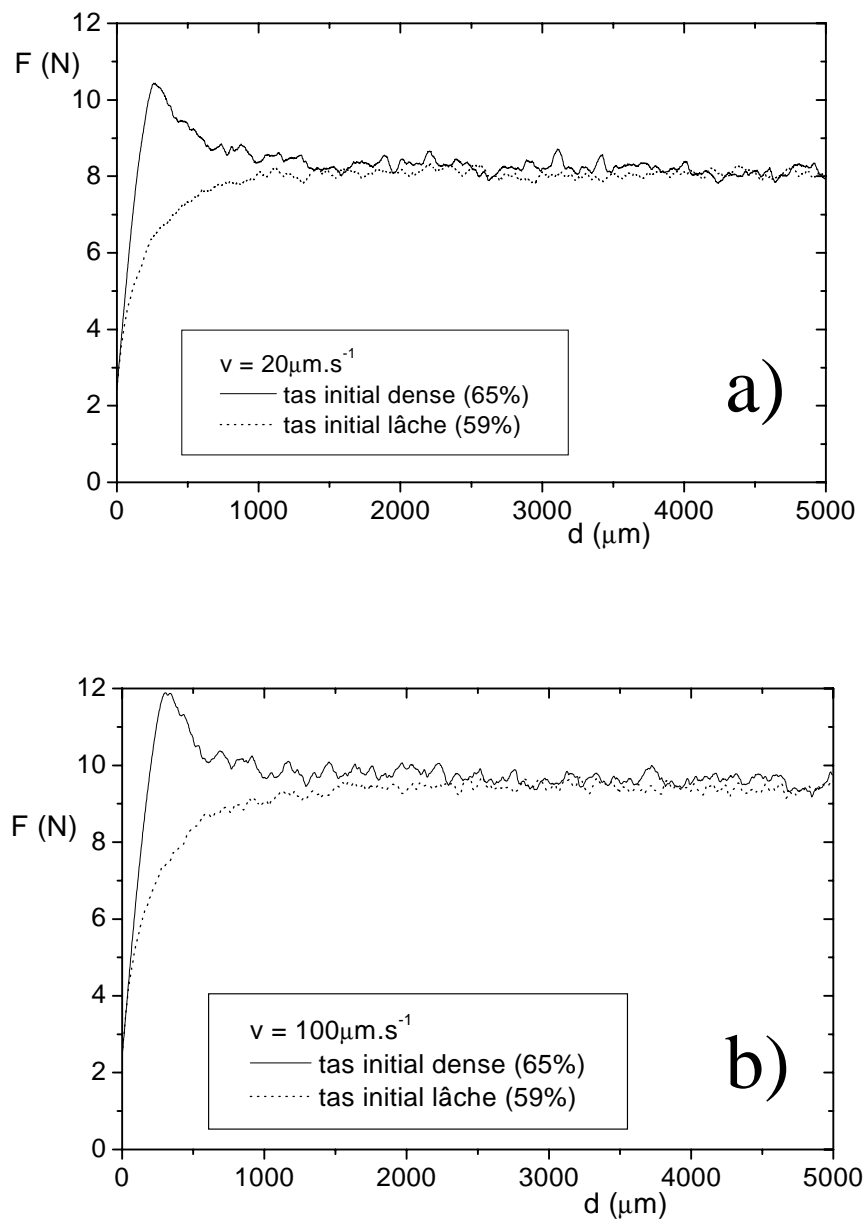 12
F (N)
10
8
6
4
2
0
v = 20μm.s⁻¹
tas initial dense (65%)
tas initial lâche (59%)
a)
0 1000 2000 3000 4000 5000
d (μm)
12
10
F (N)
8
6
4
2
0
v = 100μm.s⁻¹
tas initial dense (65%)
tas initial lâche (59%)
b)
0 1000 2000 3000 4000 5000
d (μm)